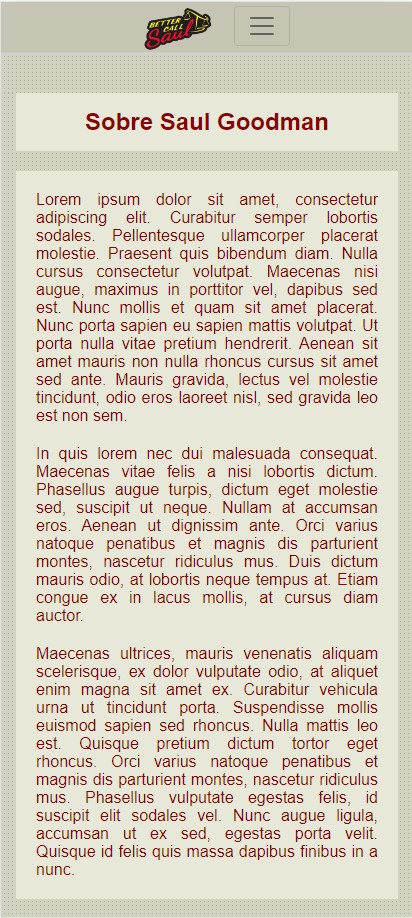 BETTER
CALL
Saul
Sobre Saul Goodman
Lorem ipsum dolor sit amet, consectetur
adipiscing elit. Curabitur semper lobortis
sodales. Pellentesque ullamcorper placerat
molestie. Praesent quis bibendum diam. Nulla
cursus consectetur volutpat. Maecenas nisi
augue, maximus in porttitor vel, dapibus sed
est. Nunc mollis et quam sit amet placerat.
Nunc porta sapien eu sapien mattis volutpat. Ut
porta nulla vitae pretium hendrerit. Aenean sit
amet mauris non nulla rhoncus cursus sit amet
sed ante. Mauris gravida, lectus vel molestie
tincidunt, odio eros laoreet nisl, sed gravida leo
est non sem.
In quis lorem nec dui malesuada consequat.
Maecenas vitae felis a nisi lobortis dictum.
Phasellus augue turpis, dictum eget molestie
sed, suscipit ut neque. Nullam at accumsan
eros. Aenean ut dignissim ante. Orci varius
natoque penatibus et magnis dis parturient
montes, nascetur ridiculus mus. Duis dictum
mauris odio, at lobortis neque tempus at. Etiam
congue ex in lacus mollis, at cursus diam
auctor.
Maecenas ultrices, mauris venenatis aliquam
scelerisque, ex dolor vulputate odio, at aliquet
enim magna sit amet ex. Curabitur vehicula
urna ut tincidunt porta. Suspendisse mollis
euismod sapien sed rhoncus. Nulla mattis leo
est. Quisque pretium dictum tortor eget
rhoncus. Orci varius natoque penatibus et
magnis dis parturient montes, nascetur ridiculus
mus. Phasellus vulputate egestas felis, id
suscipit elit sodales vel. Nunc augue ligula,
accumsan ut ex sed, egestas porta velit.
Quisque id felis quis massa dapibus finibus in a
nunc.